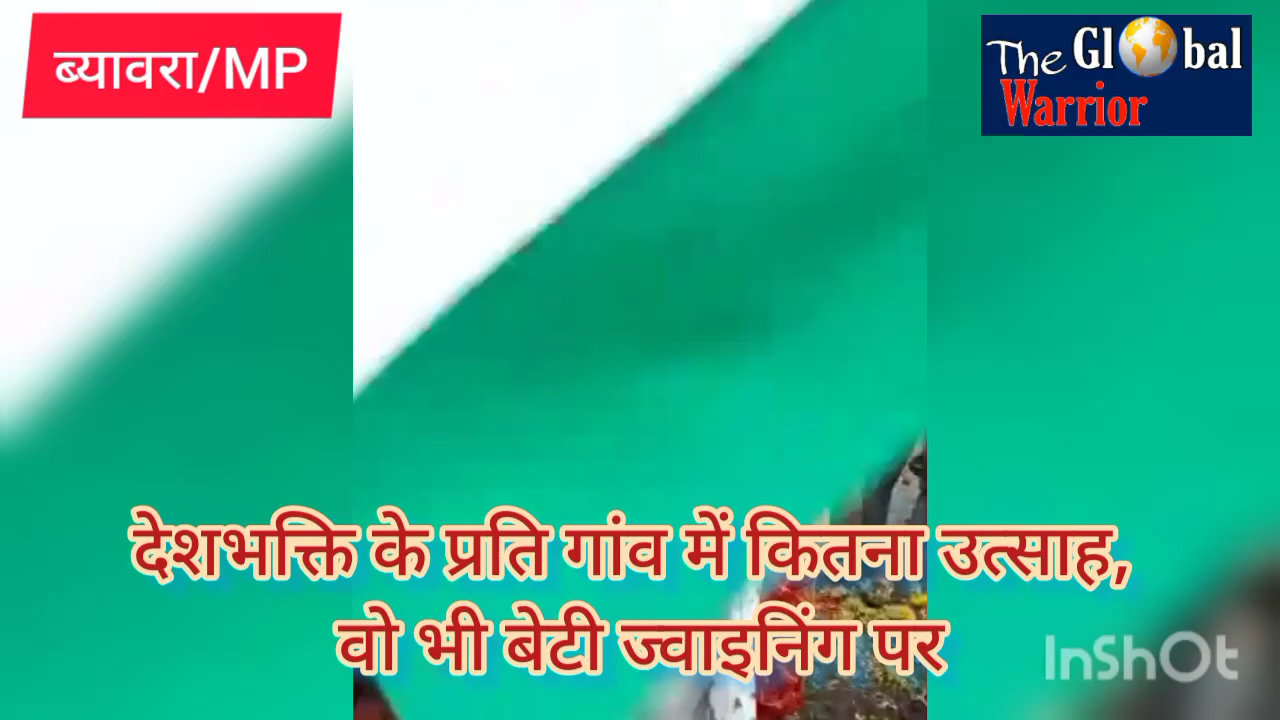 ब्यावरा/MP
The Global
Warrior
देशभक्ति के प्रति गांव में कितना उत्साह,
वो भी बेटी ज्वाइनिंग पर
InShOt